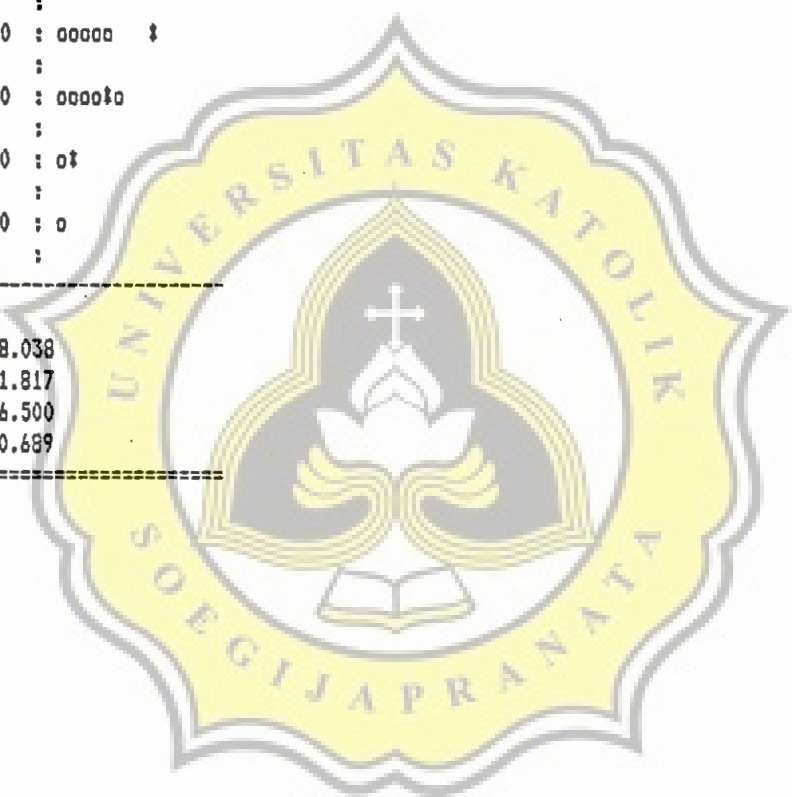 :
0 : ooooo *
:
0 : oooo*o
:
0 : o*
:
0 : o
:
--------------------------------
8.038
1.817
6.500
0.689
================================
UNIVERSITAS KATOLIK
SOEGIJAPRANATA